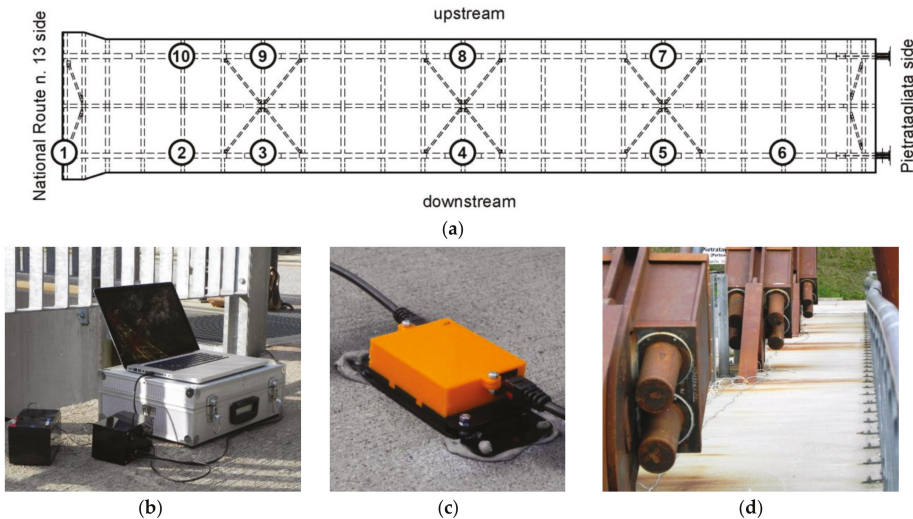 upstream
National Route n. 13 side
10 9 8 7
1 2 3 4 5 6
Pietratagliata side
downstream
(a)
(b) (c) (d)